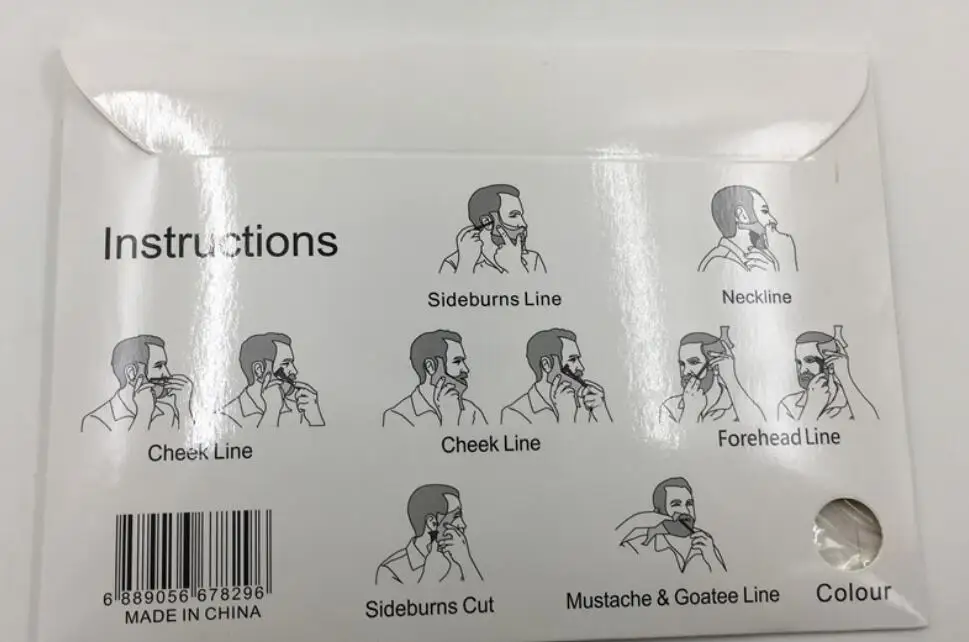 Instructions
Sideburns Line
Neckline
Cheek Line
Cheek Line
Forehead Line
6 889056 678296
MADE IN CHINA
Sideburns Cut
Mustache & Goatee Line
Colour